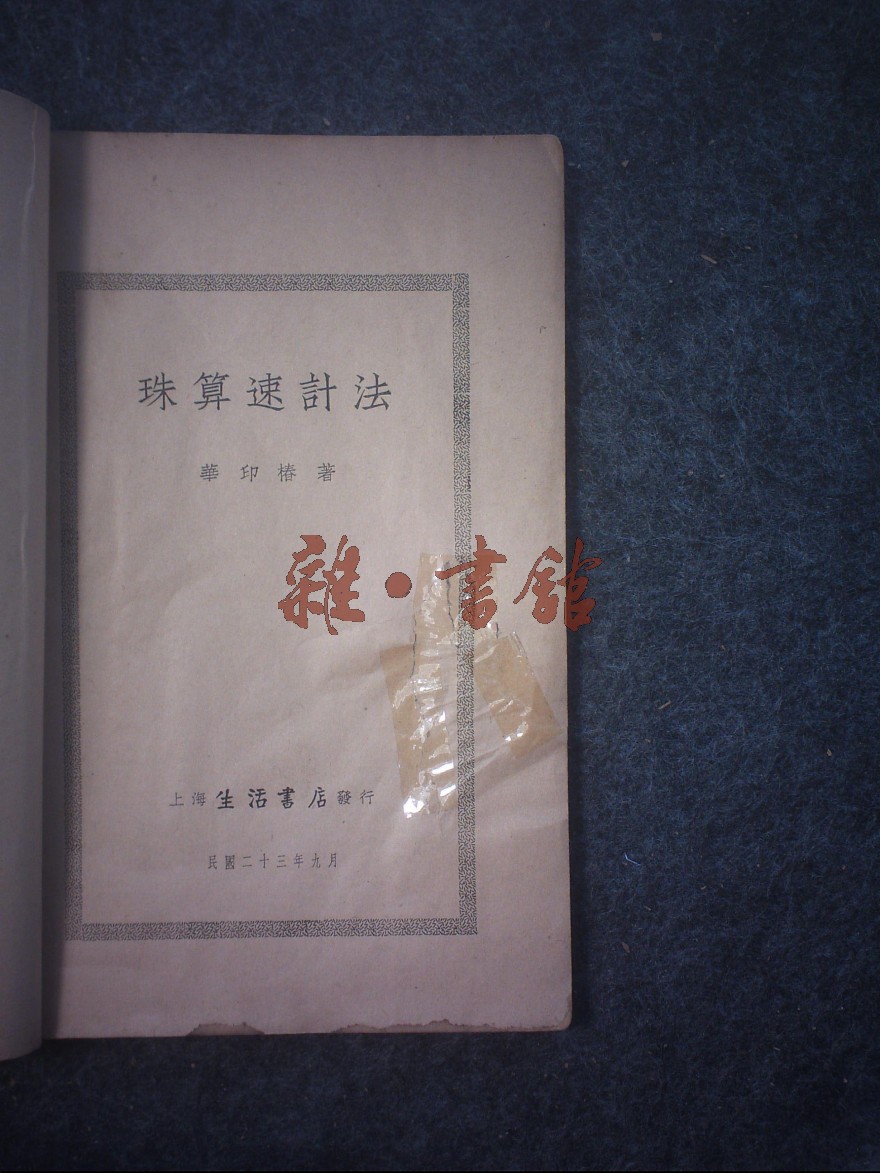 珠算速計法
華印椿著
雜·書館
上海生活書店發行
民國二十三年九月